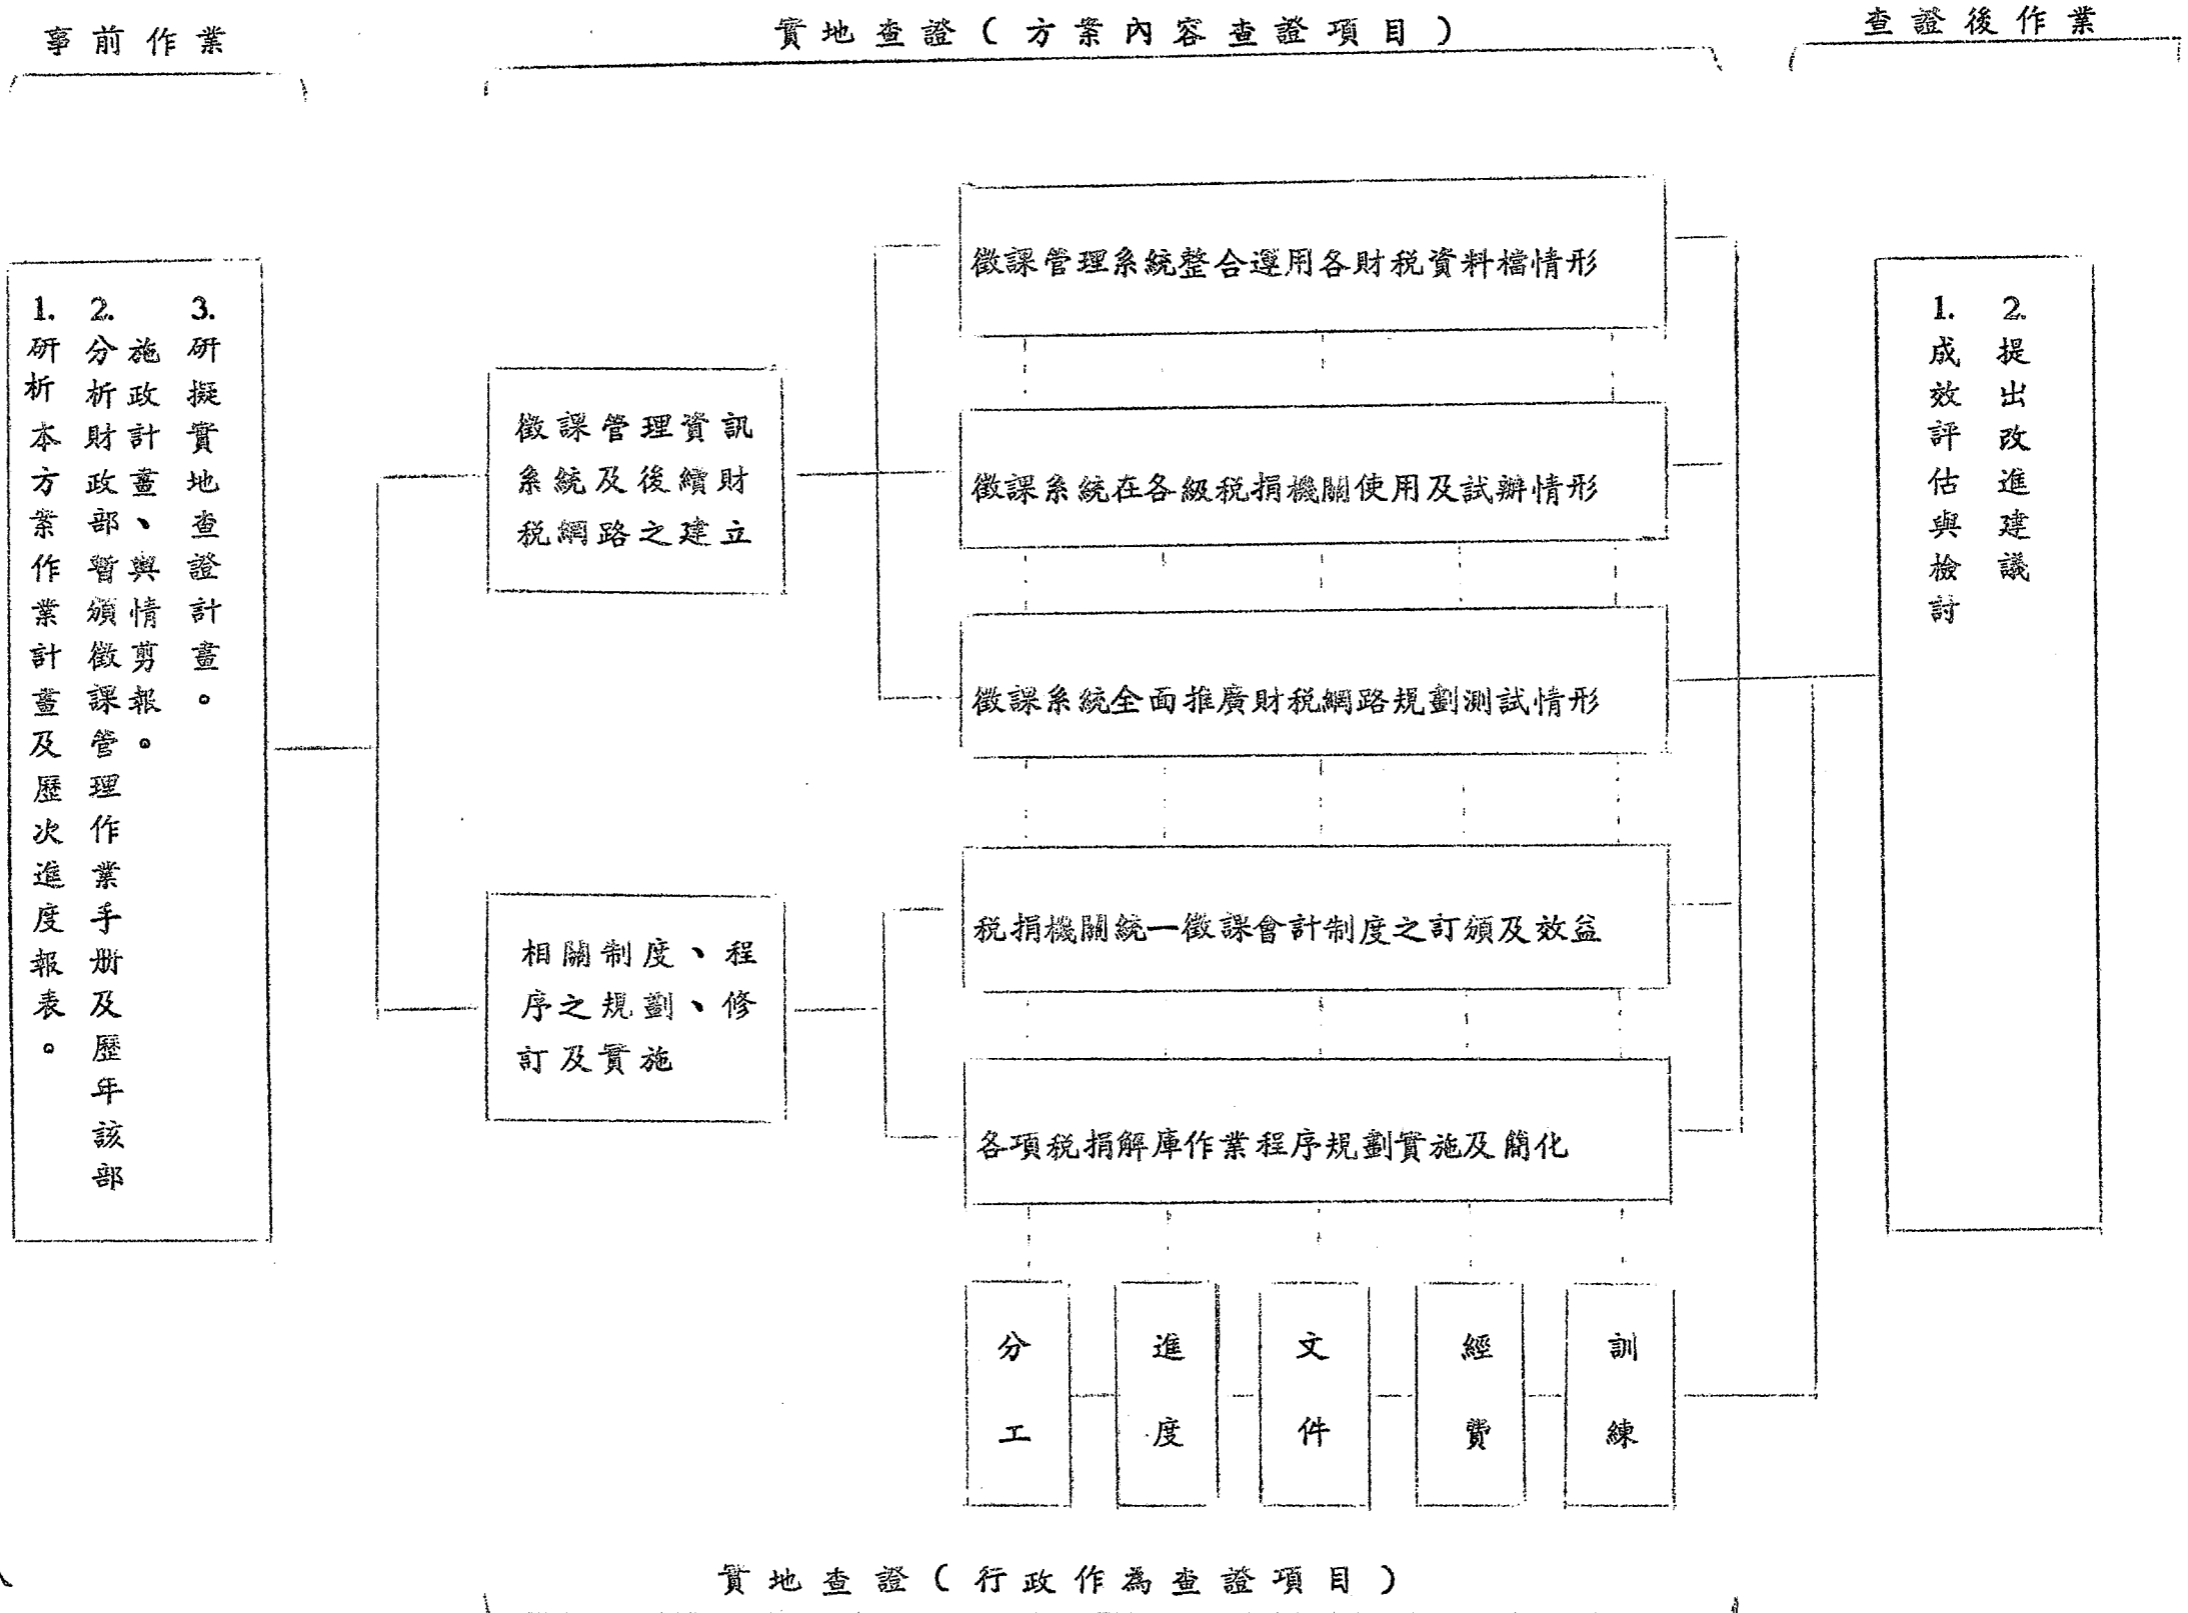 事前作業
實地查證(方案內容查證項目)
查證後作業
1.研析本方案作業計畫及歷次進度報表。
2.分析財政部暫頒徵課管理作業手册及歷年該部
施政計畫、輿情剪報。
3.研擬實地查證計畫。
徵課管理資訊
系統及後續財
稅網路之建立
相關制度、程
序之規劃、修
訂及實施
徵課管理系統整合運用各財稅資料檔情形
徵課系統在各級稅捐機關使用及試辦情形
徵課系統全面推廣財稅網路規劃測試情形
稅捐機關統一徵課會計制度之訂頒及效益
各項稅捐解庫作業程序規劃實施及簡化
分工
進度
文件
經費
訓練
1.成效評估與檢討
2.提出改進建議
實地查證(行政作為查證項目)